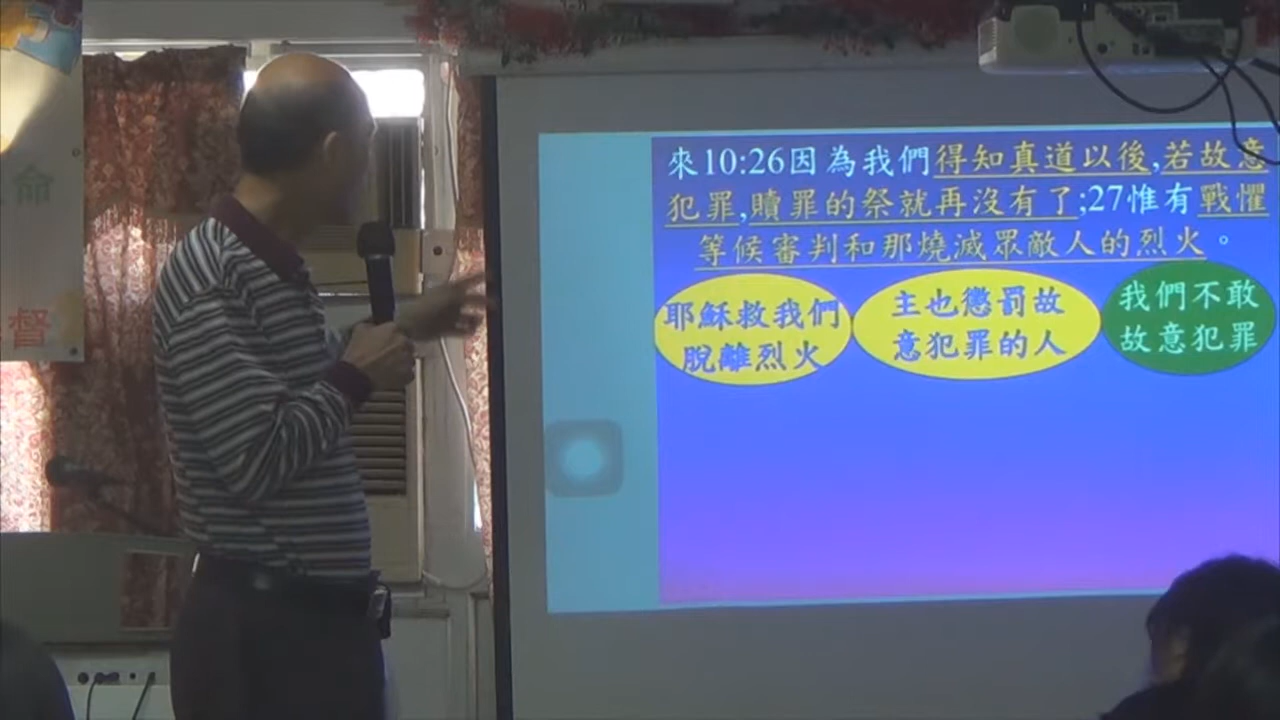 命
督
來10:26因為我們得知真道以後,若故意
犯罪,贖罪的祭就再沒有了;27惟有戰懼
等候審判和那燒滅眾敵人的烈火。
耶穌救我們
脫離烈火
主也懲罰故
意犯罪的人
我們不敢
故意犯罪